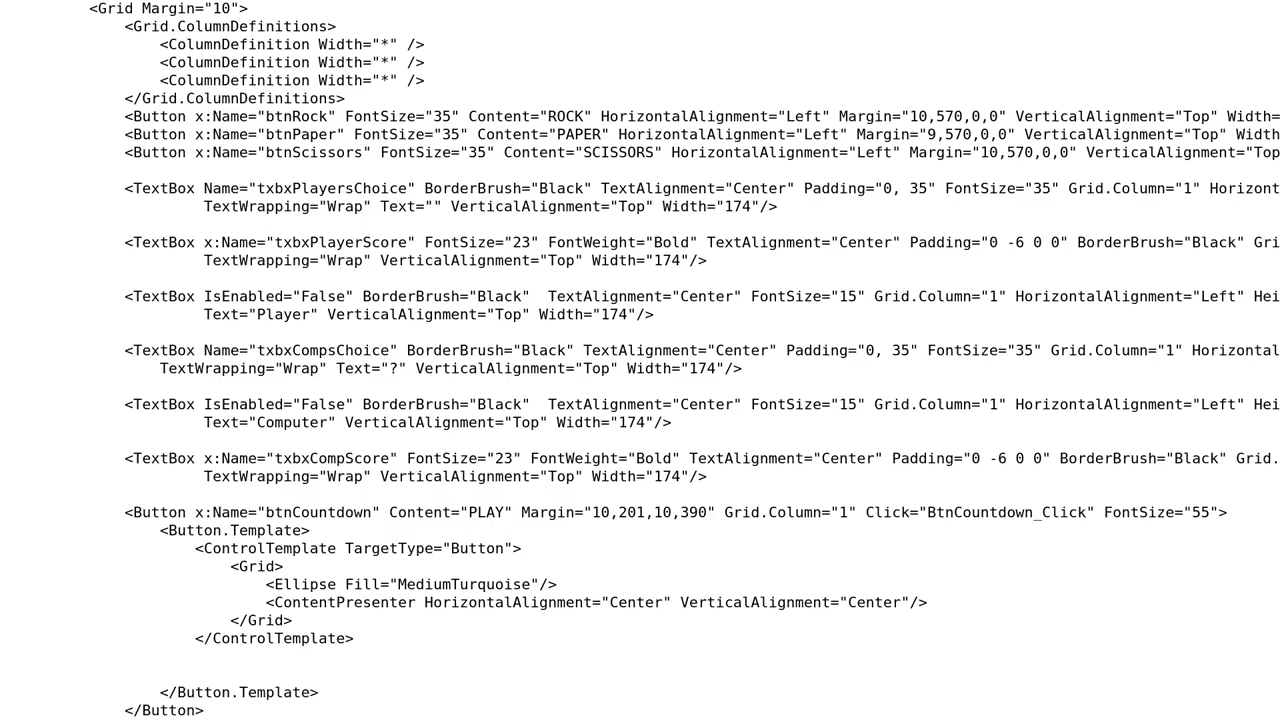 <Grid Margin="10">
<Grid.ColumnDefinitions>
<ColumnDefinition Width="*" />
<ColumnDefinition Width="*" />
<ColumnDefinition Width="*" />
</Grid.ColumnDefinitions>
<Button x:Name="btnRock" FontSize="35" Content="ROCK" HorizontalAlignment="Left" Margin="10,570,0,0" VerticalAlignment="Top" Width=
<Button x:Name="btnPaper" FontSize="35" Content="PAPER" HorizontalAlignment="Left" Margin="9,570,0,0" VerticalAlignment="Top" Width
<Button x:Name="btnScissors" FontSize="35" Content="SCISSORS" HorizontalAlignment="Left" Margin="10,570,0,0" VerticalAlignment="Top
<TextBox Name="txbxPlayersChoice" BorderBrush="Black" TextAlignment="Center" Padding="0, 35" FontSize="35" Grid.Column="1" Horizont
TextWrapping="Wrap" Text="" VerticalAlignment="Top" Width="174"/>
<TextBox x:Name="txbxPlayerScore" FontSize="23" FontWeight="Bold" TextAlignment="Center" Padding="0 -6 0 0" BorderBrush="Black" Gri
TextWrapping="Wrap" VerticalAlignment="Top" Width="174"/>
<TextBox IsEnabled="False" BorderBrush="Black"  TextAlignment="Center" FontSize="15" Grid.Column="1" HorizontalAlignment="Left" Hei
Text="Player" VerticalAlignment="Top" Width="174"/>
<TextBox Name="txbxCompsChoice" BorderBrush="Black" TextAlignment="Center" Padding="0, 35" FontSize="35" Grid.Column="1" Horizontal
TextWrapping="Wrap" Text="?" VerticalAlignment="Top" Width="174"/>
<TextBox IsEnabled="False" BorderBrush="Black"  TextAlignment="Center" FontSize="15" Grid.Column="1" HorizontalAlignment="Left" Hei
Text="Computer" VerticalAlignment="Top" Width="174"/>
<TextBox x:Name="txbxCompScore" FontSize="23" FontWeight="Bold" TextAlignment="Center" Padding="0 -6 0 0" BorderBrush="Black" Grid.
TextWrapping="Wrap" VerticalAlignment="Top" Width="174"/>
<Button x:Name="btnCountdown" Content="PLAY" Margin="10,201,10,390" Grid.Column="1" Click="BtnCountdown_Click" FontSize="55">
<Button.Template>
<ControlTemplate TargetType="Button">
<Grid>
<Ellipse Fill="MediumTurquoise"/>
<ContentPresenter HorizontalAlignment="Center" VerticalAlignment="Center"/>
</Grid>
</ControlTemplate>
</Button.Template>
</Button>